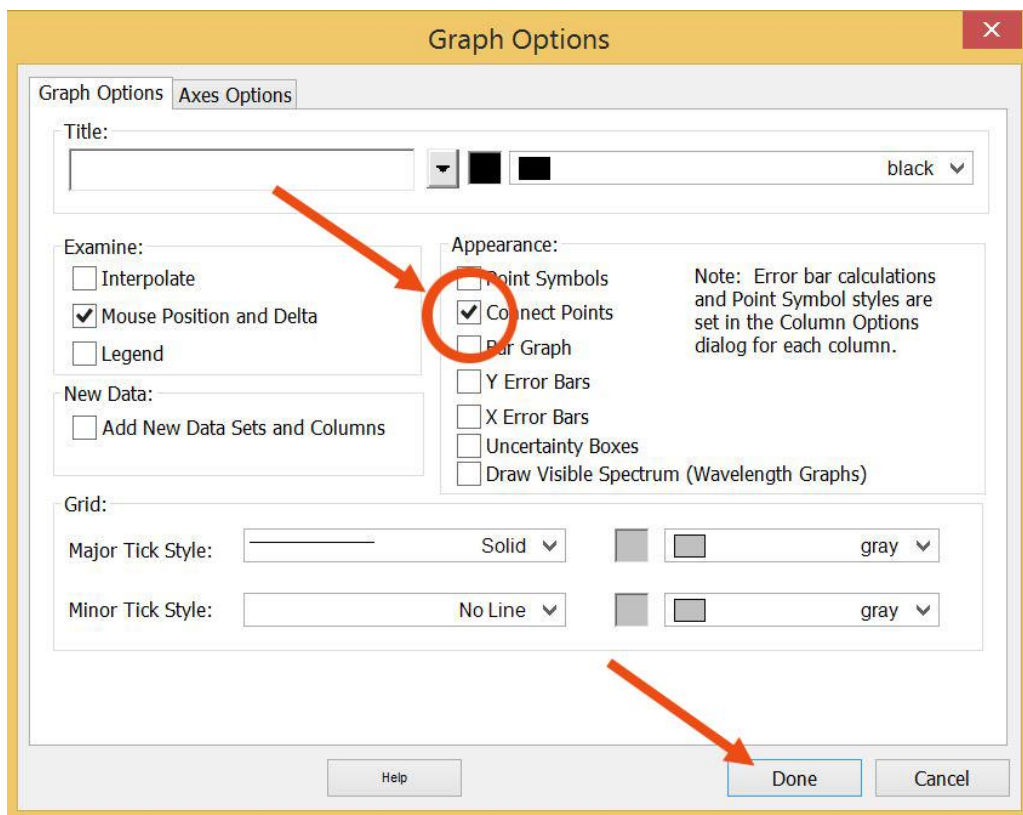 Graph Options
Graph Options
Axes Options
Title:
black
Examine:
Interpolate
Mouse Position and Delta
Legend
New Data:
Add New Data Sets and Columns
Appearance:
Point Symbols
Connect Points
Bar Graph
Y Error Bars
X Error Bars
Uncertainty Boxes
Draw Visible Spectrum (Wavelength Graphs)
Note: Error bar calculations
and Point Symbol styles are
set in the Column Options
dialog for each column.
Grid:
Major Tick Style:
Solid
gray
Minor Tick Style:
No Line
gray
Help
Done
Cancel